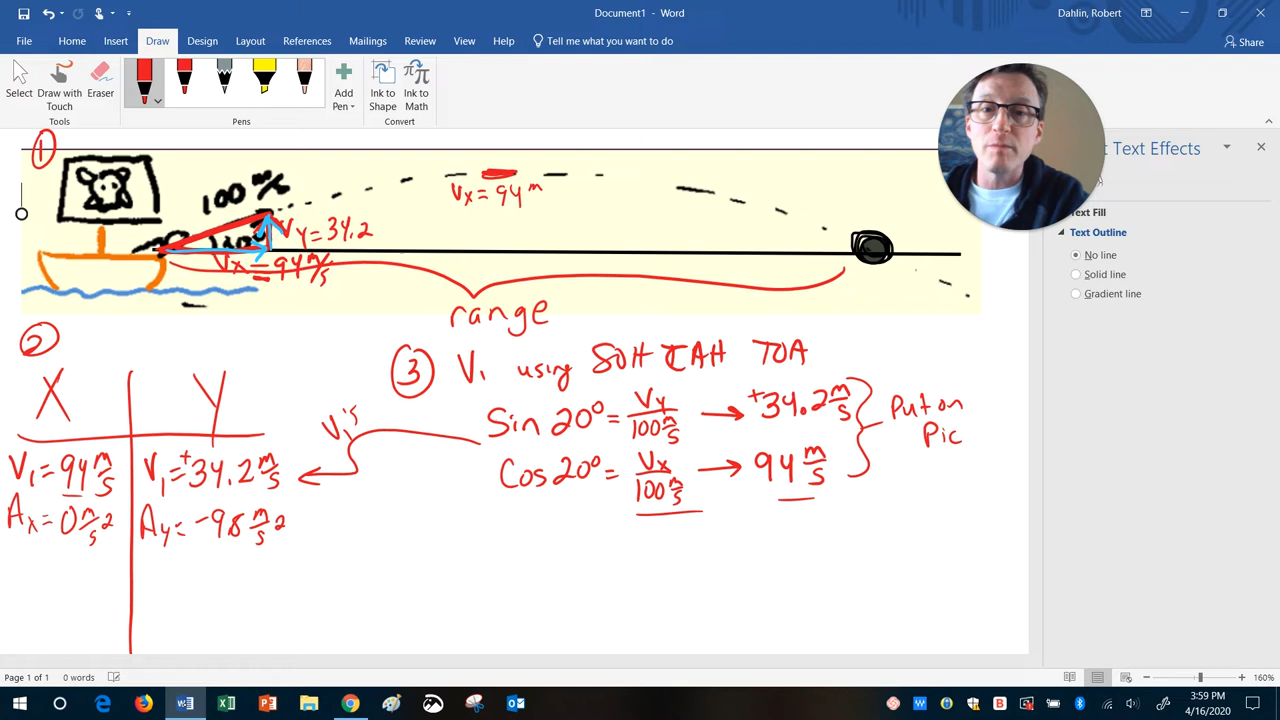 Document1 - Word
Dahlin, Robert
File Home Insert Draw Design Layout References Mailings Review View Help Tell me what you want to do
Share
Select Draw with Touch Eraser
Add Pen
Ink to Shape
Ink to Math
Tools
Pens
Convert
t Text Effects
Text Fill
Text Outline
No line
Solid line
Gradient line
1
100 m/s
Vx = 94 m
Vy = 34.2
Vx = 94 m/s
range
2
X Y
V1 = 94 m/s
V1 = +34.2 m/s
Ax = 0 m/s2
Ay = -9.8 m/s2
V1's
3 V1 using SOH CAH TOA
Sin 20° = Vy/100 m/s → +34.2 m/s
Cos 20° = Vx/100 m/s → 94 m/s
Put on
Pic
Page 1 of 1 0 words
160%
3:59 PM
4/16/2020